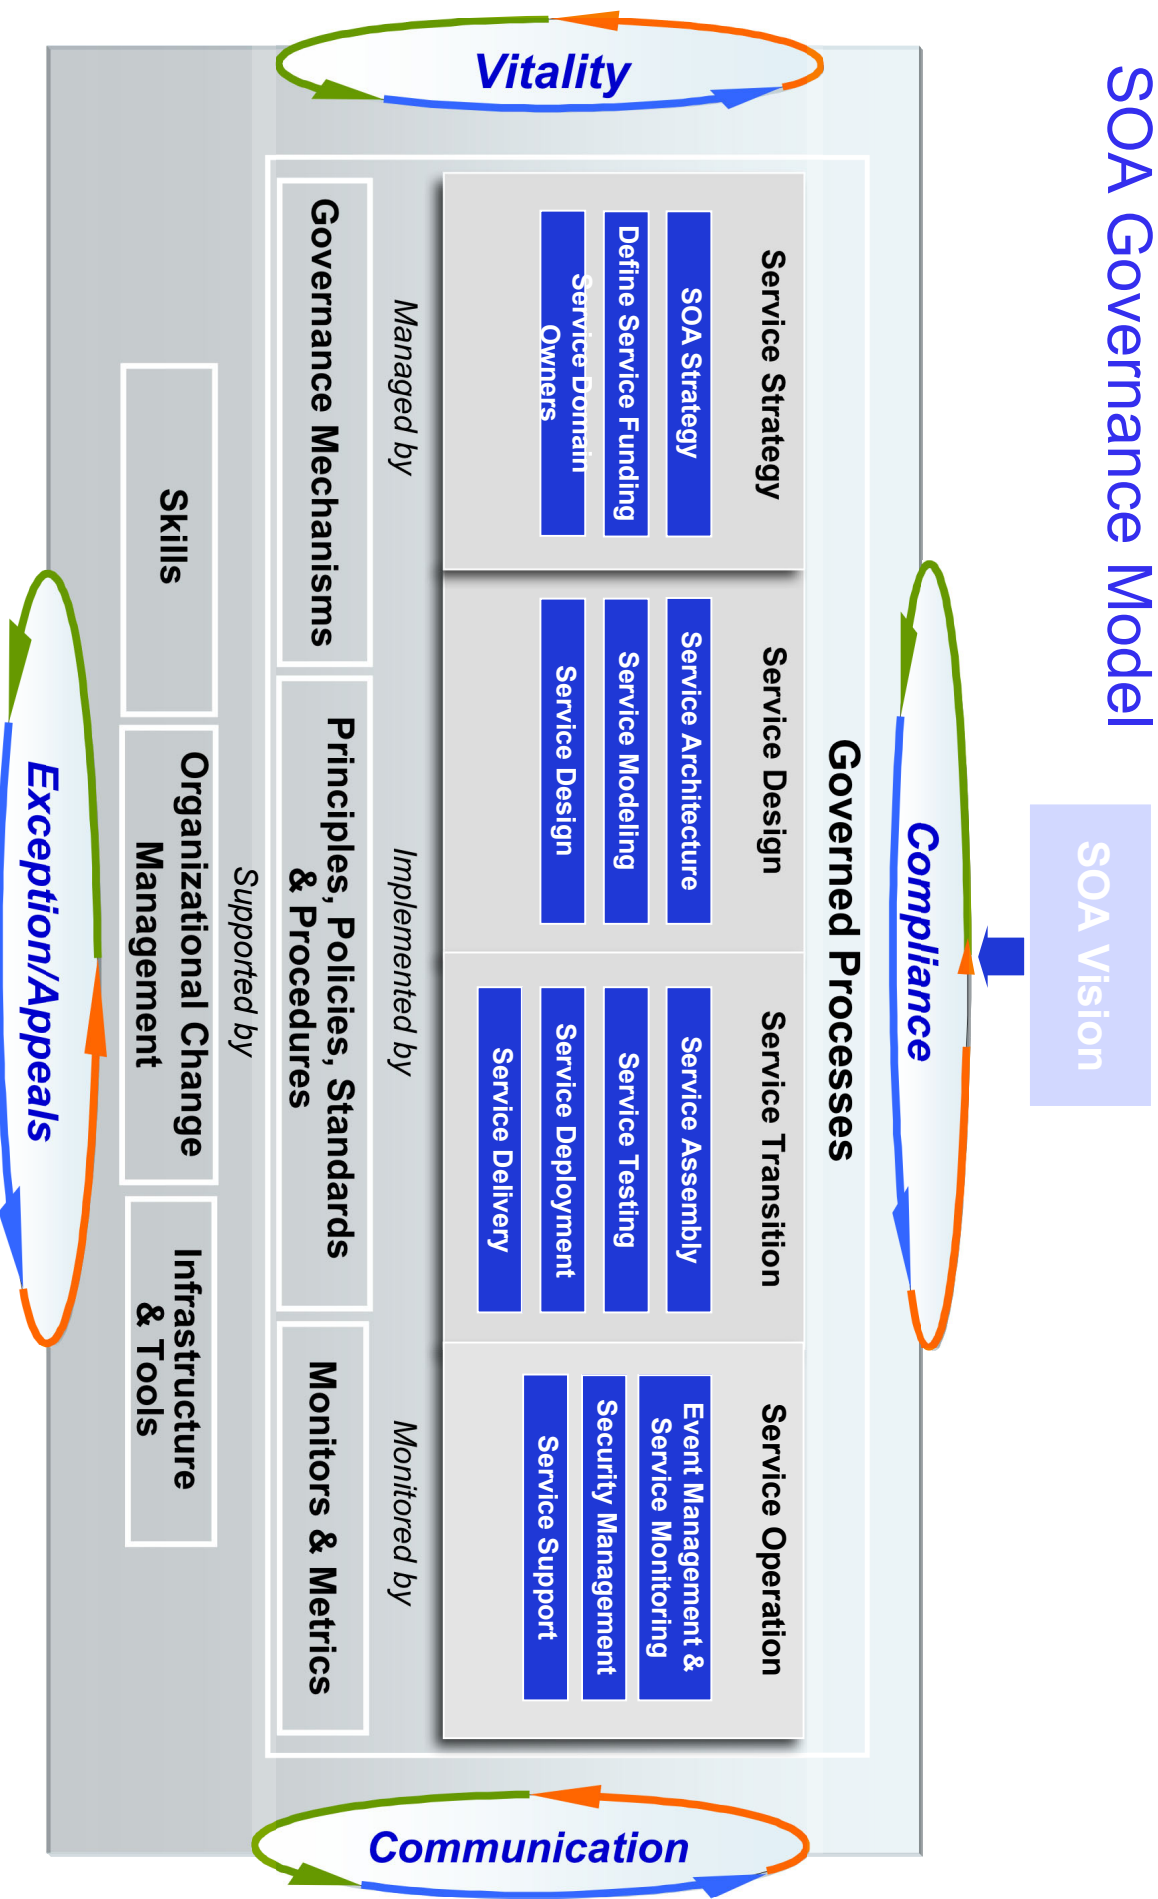 SOA Governance Model
SOA Vision
Compliance
Vitality
Governed Processes
Service Strategy
SOA Strategy
Define Service Funding
Service Domain
Owners
Service Design
Service Architecture
Service Modeling
Service Design
Service Transition
Service Assembly
Service Testing
Service Deployment
Service Delivery
Service Operation
Event Management &
Service Monitoring
Security Management
Service Support
Managed by
Implemented by
Monitored by
Governance Mechanisms
Principles, Policies, Standards
& Procedures
Monitors & Metrics
Supported by
Skills
Organizational Change
Management
Infrastructure
& Tools
Communication
Exception/Appeals